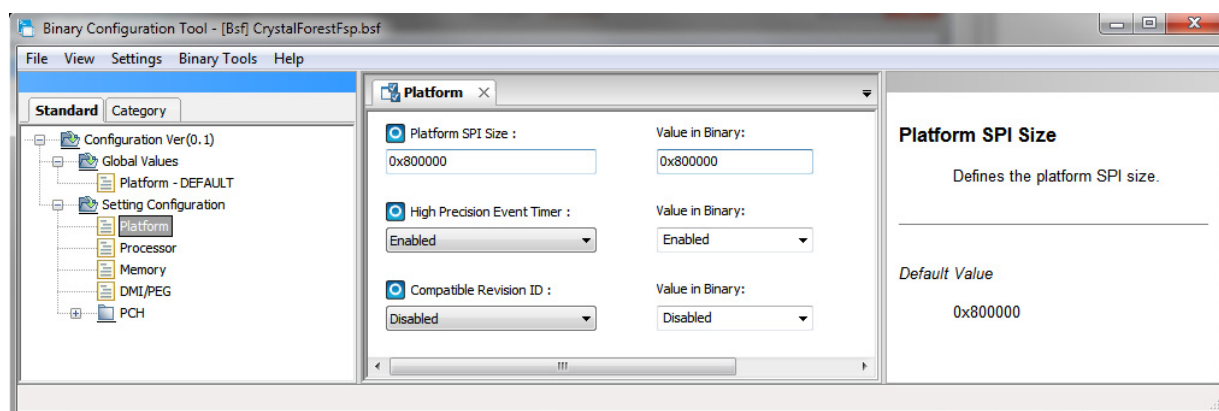 Binary Configuration Tool - [Bsf] CrystalForestFsp.bsf
File View Settings Binary Tools Help
Standard Category
Configuration Ver(0.1)
Global Values
Platform - DEFAULT
Setting Configuration
Platform
Processor
Memory
DMI/PEG
PCH
Platform
Platform SPI Size : Value in Binary:
0x800000 0x800000
High Precision Event Timer : Value in Binary:
Enabled Enabled
Compatible Revision ID : Value in Binary:
Disabled Disabled
Platform SPI Size
Defines the platform SPI size.
Default Value
0x800000